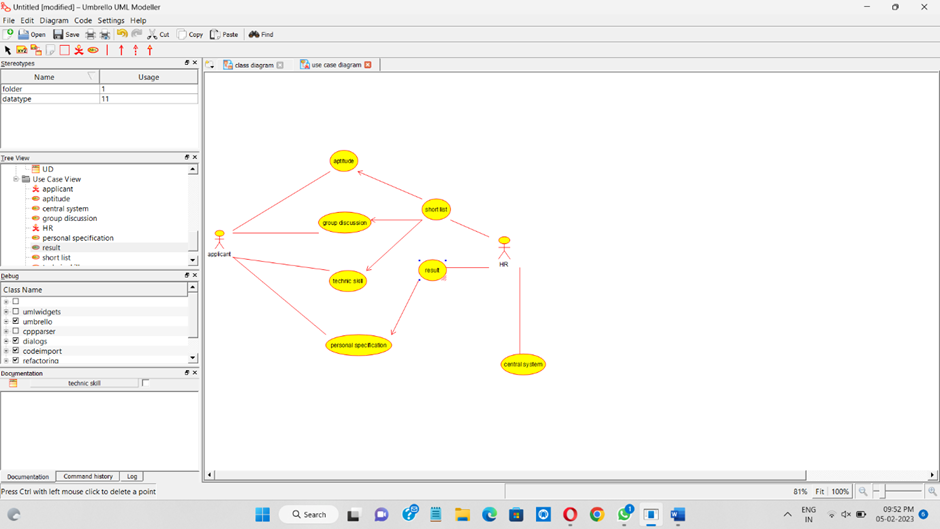 Untitled [modified] – Umbrello UML Modeller
File Edit Diagram Code Settings Help
Open Save Cut Copy Paste Find
Stereotypes
Name Usage
folder 1
datatype 11
Tree View
UD
Use Case View
applicant
aptitude
central system
group discussion
HR
personal specification
result
short list
Debug
Class Name
umlwidgets
umbrello
cppparser
dialogs
codeimport
refactoring
Documentation
technic skill
Documentation Command history Log
Press Ctrl with left mouse click to delete a point
class diagram use case diagram
aptitude
short list
group discussion
applicant
HR
result
technic skill
personal specification
central system
81% Fit 100%
Search
ENG
IN
09:52 PM
05-02-2023
6